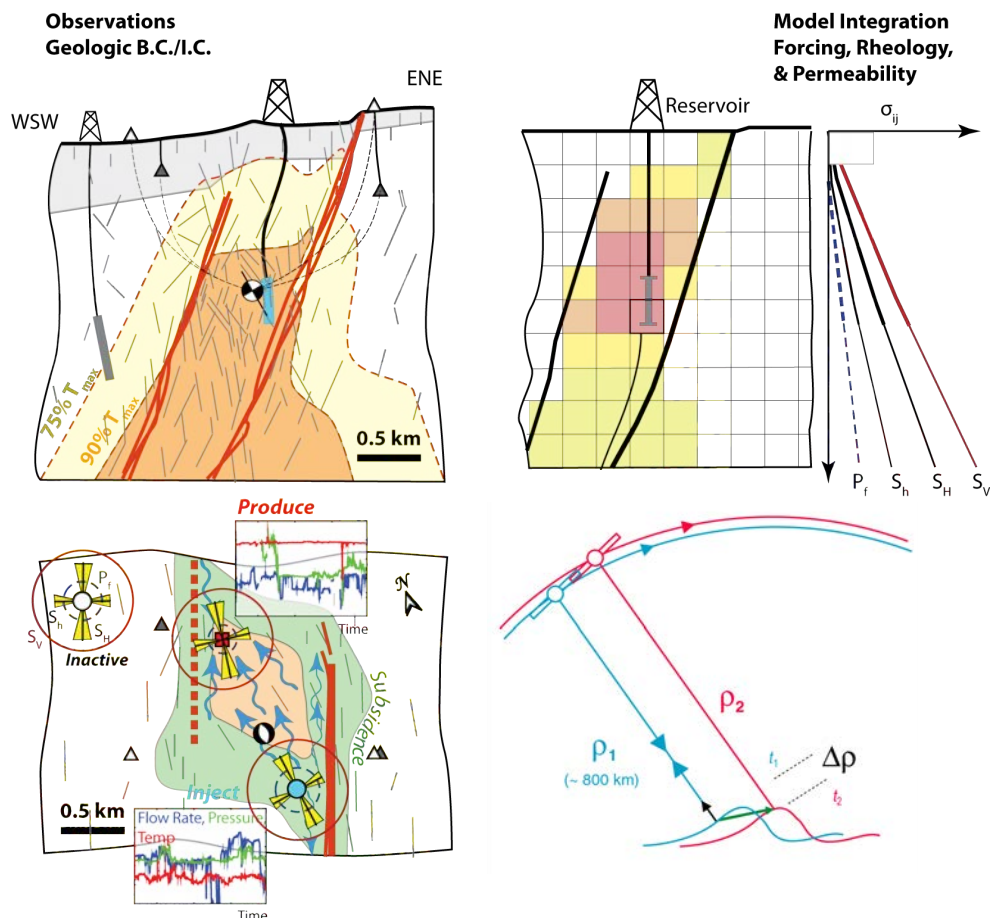 Observations
Geologic B.C./I.C.
Model Integration
Forcing, Rheology,
& Permeability
ENE
WSW
75% Tmax
90% Tmax
0.5 km
Reservoir
σij
Pf
Sh
SH
SV
Produce
Time
N
Pf
Sh
SH
SV
Inactive
Subsidence
Inject
0.5 km
Flow Rate, Pressure,
Temp
Time
ρ1
(~ 800 km)
ρ2
t1
Δρ
t2